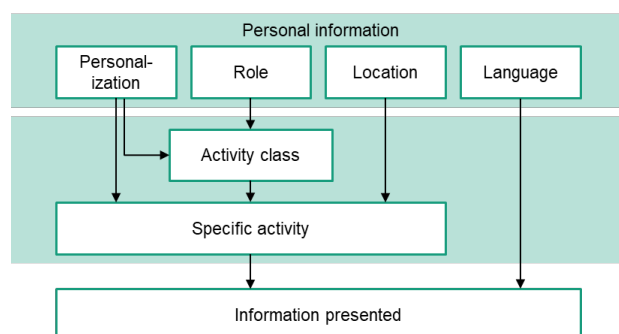 Personal information
Personal-
ization
Role
Location
Language
Activity class
Specific activity
Information presented